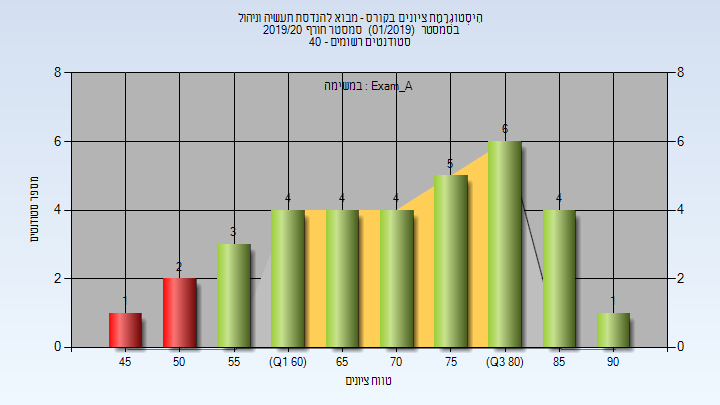 היסטוגרמת ציונים בקורס - מבוא להנדסת תעשיה וניהול
בסמסטר (01/2019) סמסטר חורף 2019/20
סטודנטים רשומים - 40
במשימה : Exam_A
מספר סטודנטים
8 8
6 6
4 4
2 2
0 0
1 2 3 4 4 4 5 6 4 1
45 50 55 (Q1 60) 65 70 75 (Q3 80) 85 90
טווח ציונים